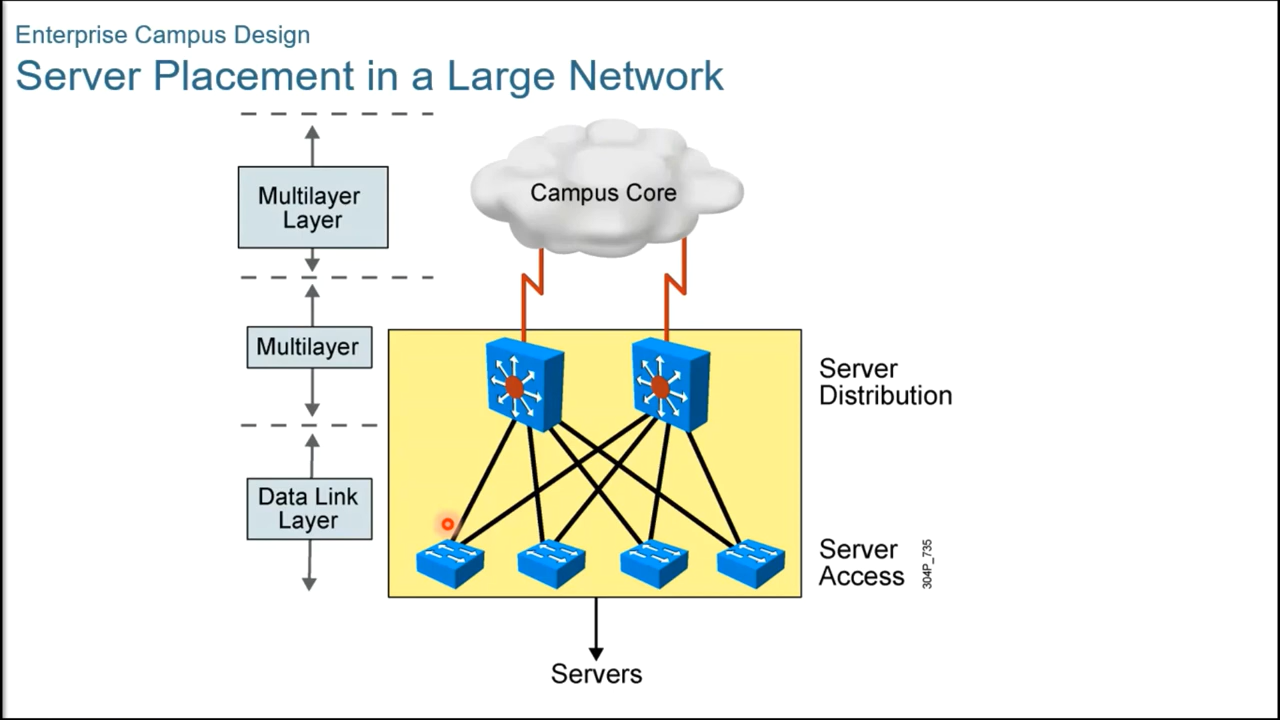 Enterprise Campus Design
Server Placement in a Large Network
Multilayer
Layer
Campus Core
Multilayer
Server
Distribution
Data Link
Layer
Server
Access
304P_735
Servers